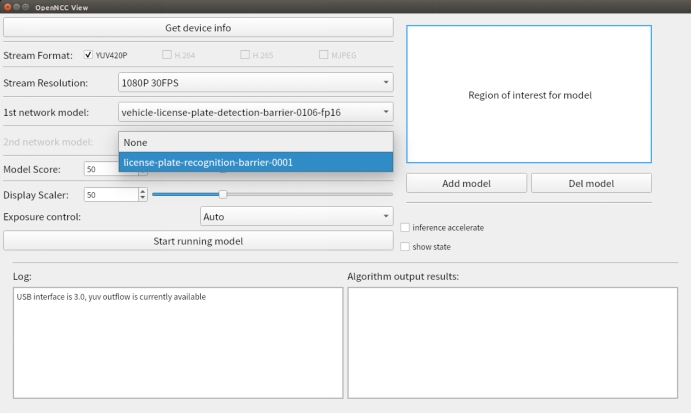 OpenNCC View
Get device info
Stream Format: YUV420P H.264 H.265 MJPEG
Stream Resolution: 1080P 30FPS
1st network model: vehicle-license-plate-detection-barrier-0106-fp16
2nd network model:
None
license-plate-recognition-barrier-0001
Model Score: 50
Display Scaler: 50
Exposure control: Auto
Start running model
Region of interest for model
Add model Del model
inference accelerate
show state
Log:
USB interface is 3.0, yuv outflow is currently available
Algorithm output results: